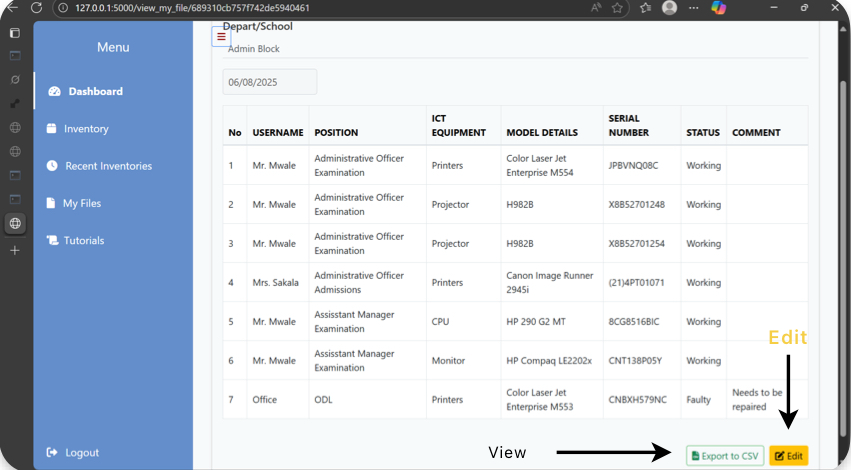 127.0.0.1:5000/view_my_file/689310cb757f742de5940461
Menu
Dashboard
Inventory
Recent Inventories
My Files
Tutorials
Logout
Depart/School
Admin Block
06/08/2025
No USERNAME POSITION ICT EQUIPMENT MODEL DETAILS SERIAL NUMBER STATUS COMMENT
1 Mr. Mwale Administrative Officer Examination Printers Color Laser Jet Enterprise M554 JPBVNQ08C Working
2 Mr. Mwale Administrative Officer Examination Projector H982B X8B52701248 Working
3 Mr. Mwale Administrative Officer Examination Projector H982B X8B52701254 Working
4 Mrs. Sakala Administrative Officer Admissions Printers Canon Image Runner 2945i (21)4PT01071 Working
5 Mr. Mwale Assisstant Manager Examination CPU HP 290 G2 MT 8CG8516BIC Working
6 Mr. Mwale Assisstant Manager Examination Monitor HP Compaq LE2202x CNT138P05Y Working
7 Office ODL Printers Color Laser Jet Enterprise M553 CNBXH579NC Faulty Needs to be repaired
Edit
View
Export to CSV
Edit